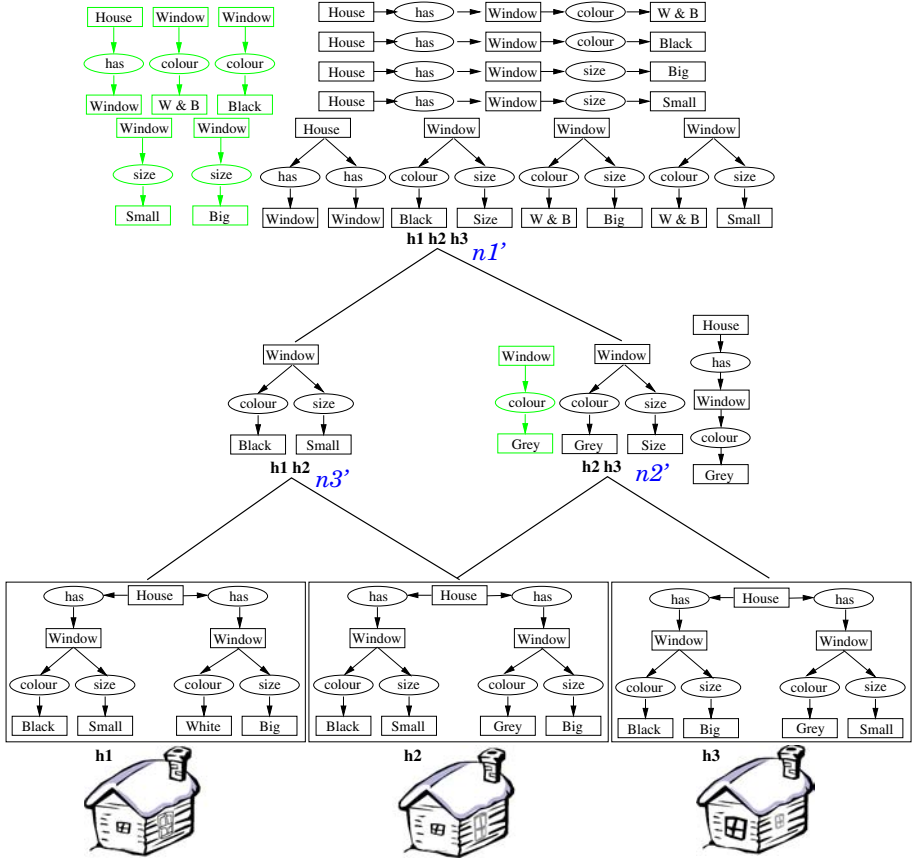 House Window Window House has Window colour W & B
House has Window colour Black
has colour colour House has Window size Big
Window W & B Black House has Window size Small
Window Window House Window Window Window
size size has has colour size colour size colour size
Small Big Window Window Black Size W & B Big W & B Small
h1 h2 h3 n1’
House
Window Window Window has
colour size colour colour size Window
Black Small Grey Grey Size colour
h1 h2 n3’ h2 h3 n2’ Grey
has House has has House has has House has
Window Window Window Window Window Window
colour size colour size colour size colour size colour size colour size
Black Small White Big Black Small Grey Big Black Big Grey Small
h1 h2 h3